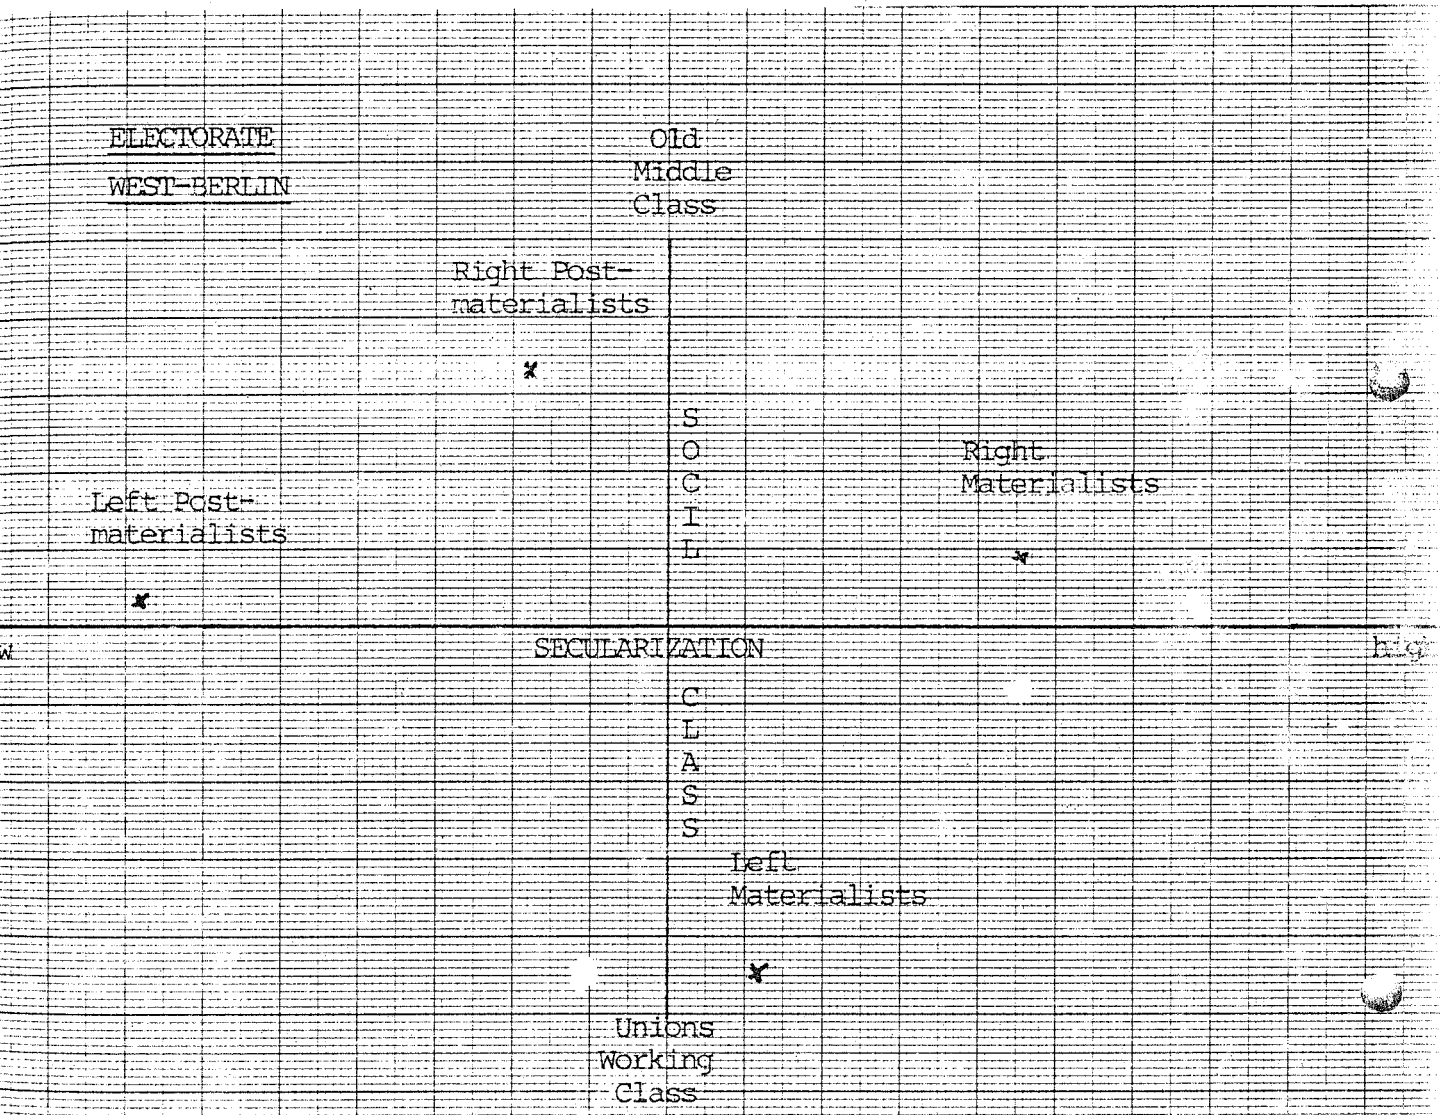 ELECTORATE
WEST-BERLIN
Old
Middle
Class
Right Post-
materialists
S
O
C
I
L
Right
Materialists
Left Post-
materialists
w
SECULARIZATION
hig
C
L
A
S
S
Left
Materialists
Unions
Working
Class